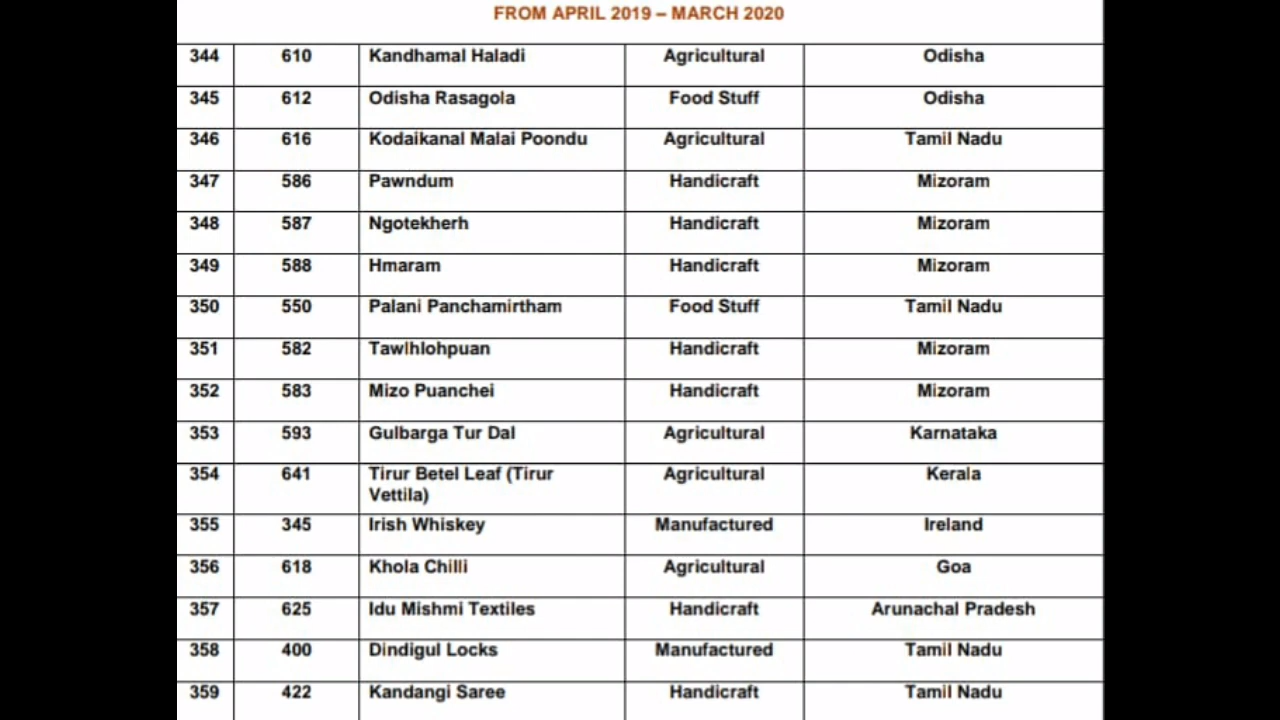 FROM APRIL 2019 – MARCH 2020
344 610 Kandhamal Haladi Agricultural Odisha
345 612 Odisha Rasagola Food Stuff Odisha
346 616 Kodaikanal Malai Poondu Agricultural Tamil Nadu
347 586 Pawndum Handicraft Mizoram
348 587 Ngotekherh Handicraft Mizoram
349 588 Hmaram Handicraft Mizoram
350 550 Palani Panchamirtham Food Stuff Tamil Nadu
351 582 Tawlhlohpuan Handicraft Mizoram
352 583 Mizo Puanchei Handicraft Mizoram
353 593 Gulbarga Tur Dal Agricultural Karnataka
354 641 Tirur Betel Leaf (Tirur Agricultural Kerala
Vettila)
355 345 Irish Whiskey Manufactured Ireland
356 618 Khola Chilli Agricultural Goa
357 625 Idu Mishmi Textiles Handicraft Arunachal Pradesh
358 400 Dindigul Locks Manufactured Tamil Nadu
359 422 Kandangi Saree Handicraft Tamil Nadu